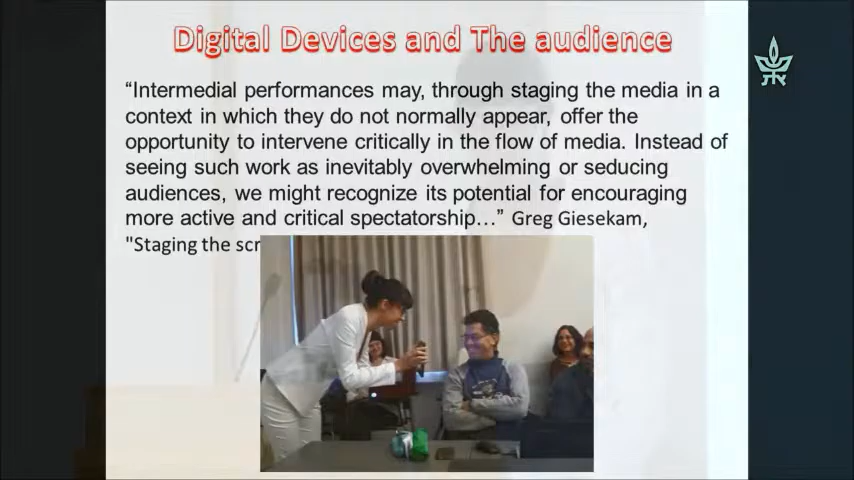 Digital Devices and The audience
“Intermedial performances may, through staging the media in a
context in which they do not normally appear, offer the
opportunity to intervene critically in the flow of media. Instead of
seeing such work as inevitably overwhelming or seducing
audiences, we might recognize its potential for encouraging
more active and critical spectatorship…” Greg Giesekam,
"Staging the scr